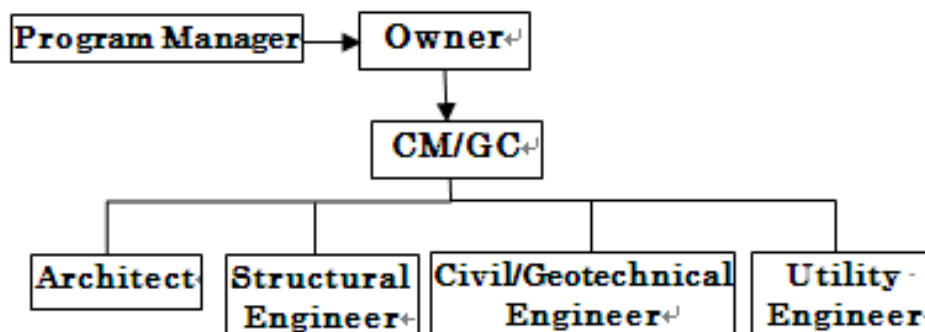 Program Manager
Owner
CM/GC
Architect
Structural
Engineer
Civil/Geotechnical
Engineer
Utility
Engineer